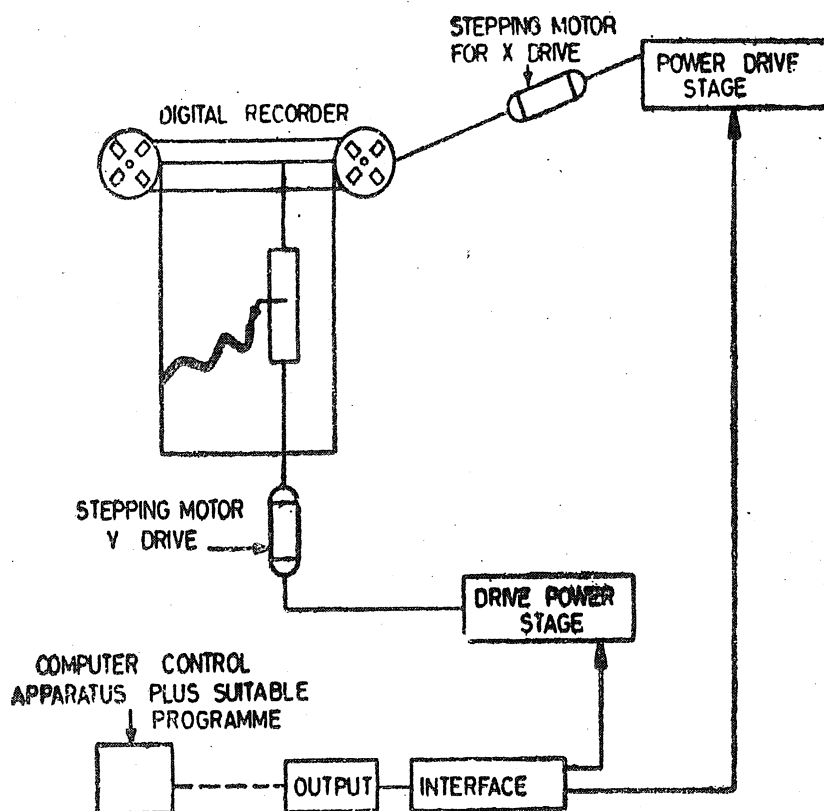 STEPPING MOTOR
FOR X DRIVE
POWER DRIVE
STAGE
DIGITAL RECORDER
STEPPING MOTOR
Y DRIVE
DRIVE POWER
STAGE
COMPUTER CONTROL
APPARATUS PLUS SUITABLE
PROGRAMME
OUTPUT
INTERFACE